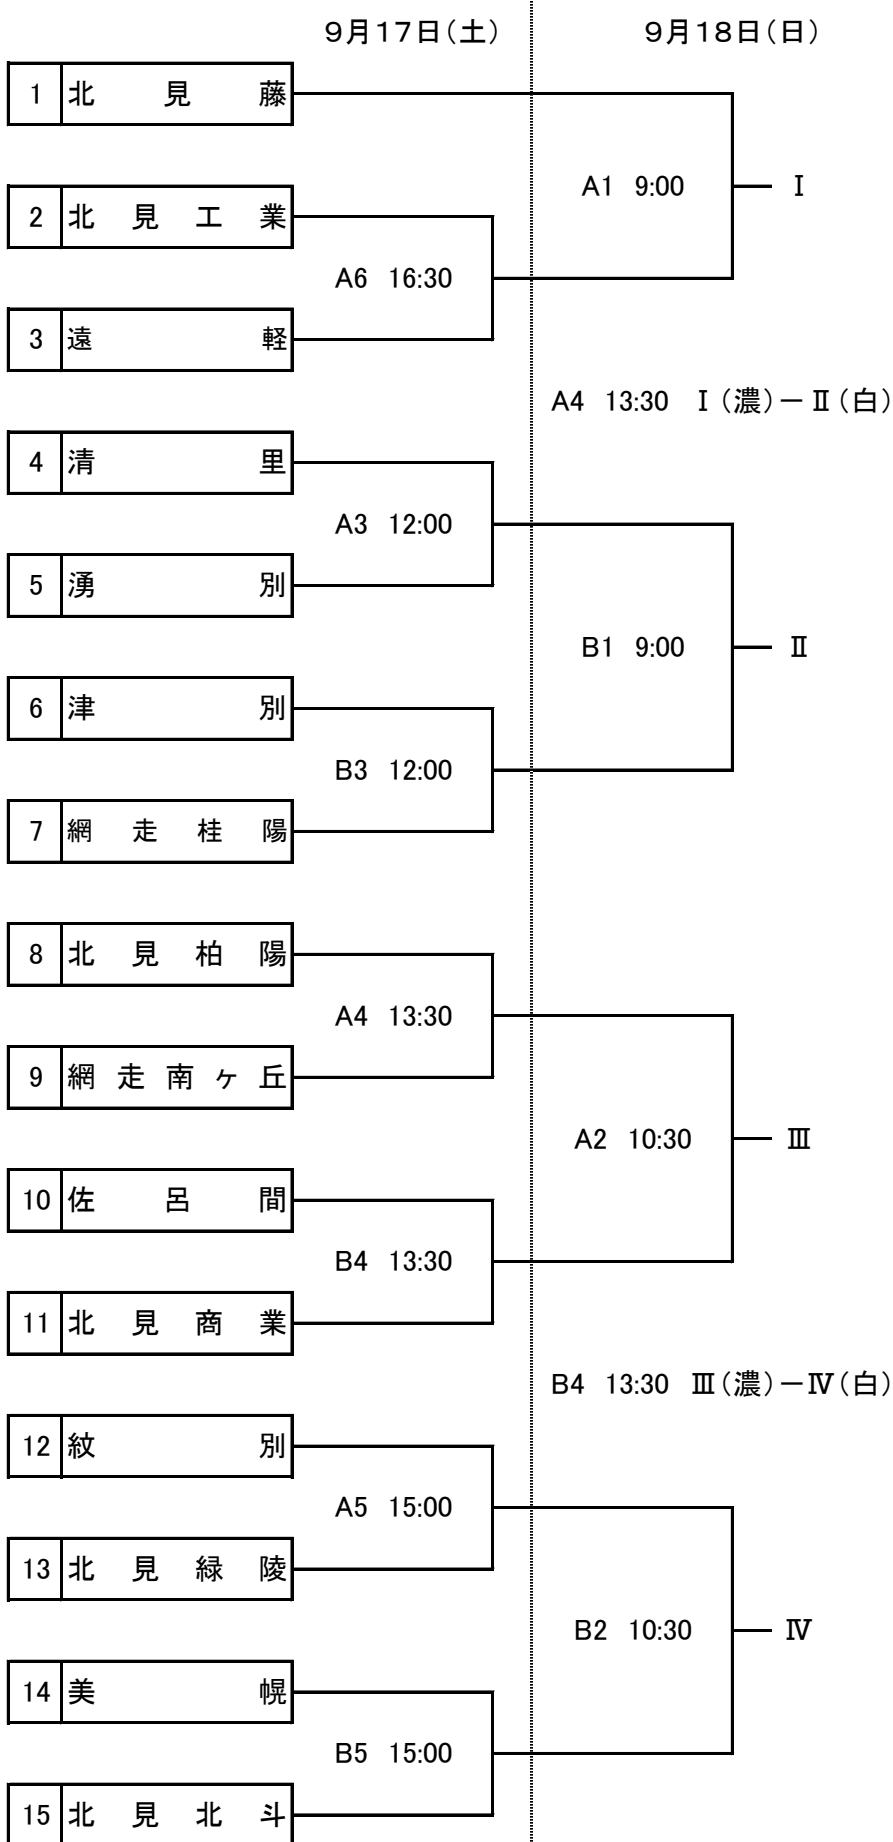 ９月１７日（土） ９月１８日（日）
1 北見藤
A1 9:00 Ⅰ
2 北見工業
A6 16:30
3 遠軽
A4 13:30 Ⅰ（濃）－Ⅱ（白）
4 清里
A3 12:00
5 湧別
B1 9:00 Ⅱ
6 津別
B3 12:00
7 網走桂陽
8 北見柏陽
A4 13:30
9 網走南ヶ丘
A2 10:30 Ⅲ
10 佐呂間
B4 13:30
11 北見商業
B4 13:30 Ⅲ（濃）－Ⅳ（白）
12 紋別
A5 15:00
13 北見緑陵
B2 10:30 Ⅳ
14 美幌
B5 15:00
15 北見北斗